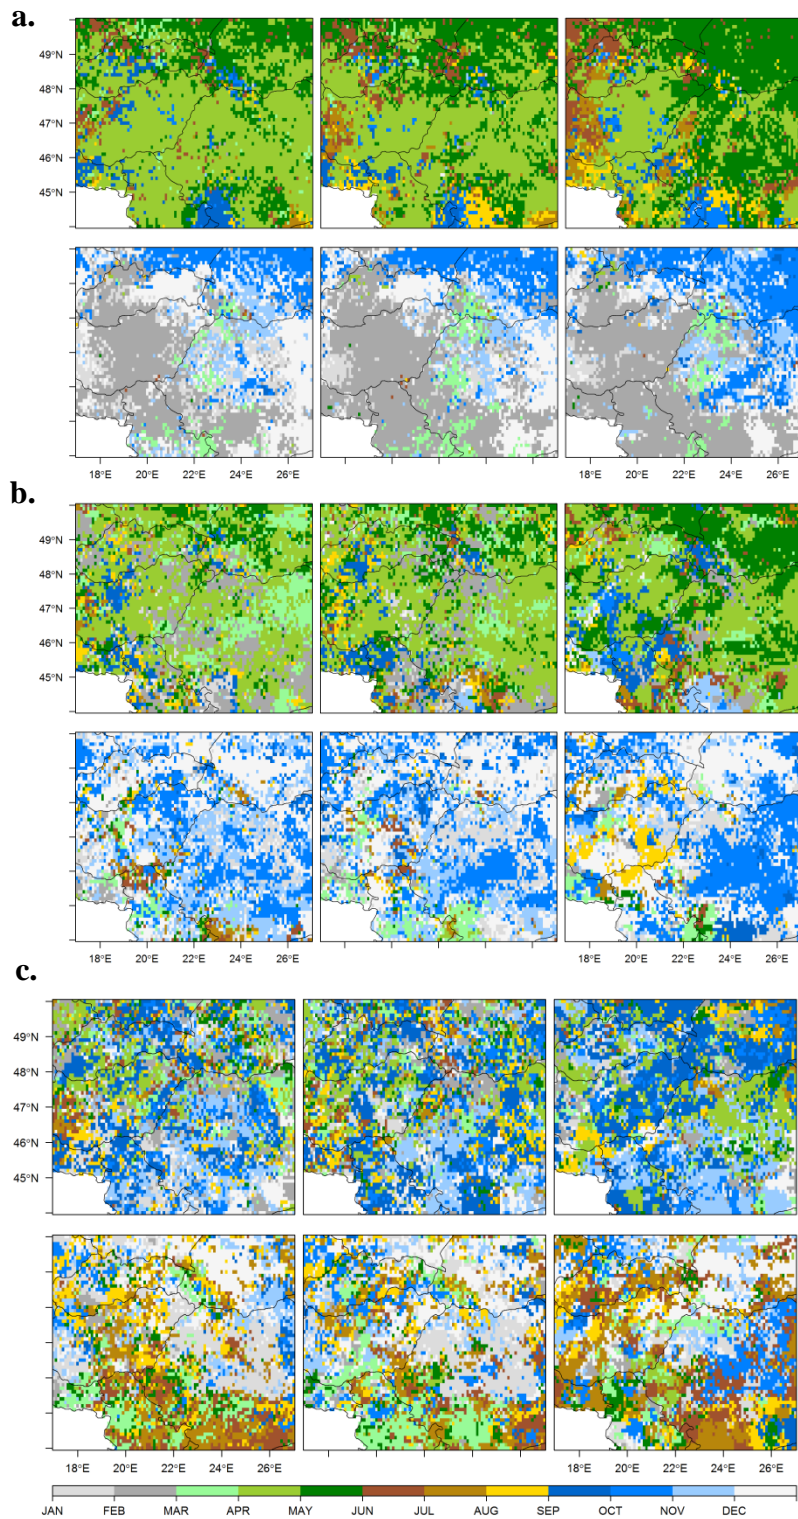 a.
49°N
48°N
47°N
46°N
45°N
18°E 20°E 22°E 24°E 26°E 18°E 20°E 22°E 24°E 26°E
b.
49°N
48°N
47°N
46°N
45°N
18°E 20°E 22°E 24°E 26°E 18°E 20°E 22°E 24°E 26°E
c.
49°N
48°N
47°N
46°N
45°N
18°E 20°E 22°E 24°E 26°E 18°E 20°E 22°E 24°E 26°E
JAN FEB MAR APR MAY JUN JUL AUG SEP OCT NOV DEC